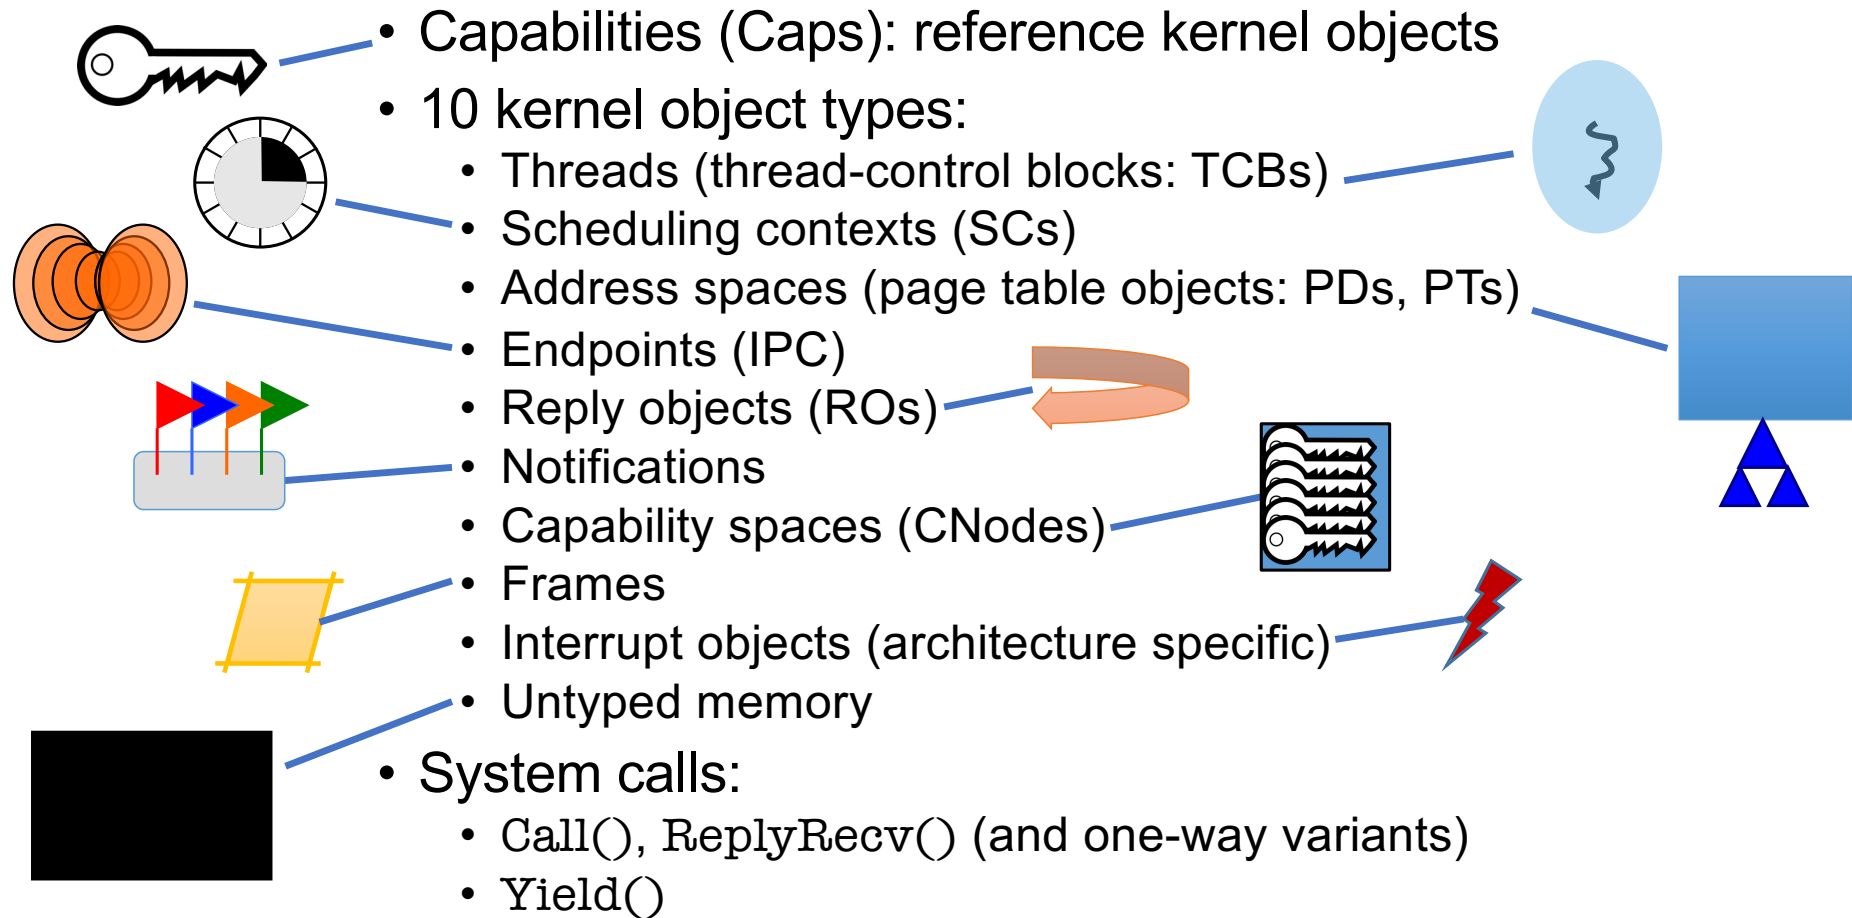 • Capabilities (Caps): reference kernel objects
• 10 kernel object types:
• Threads (thread-control blocks: TCBs)
• Scheduling contexts (SCs)
• Address spaces (page table objects: PDs, PTs)
• Endpoints (IPC)
• Reply objects (ROs)
• Notifications
• Capability spaces (CNodes)
• Frames
• Interrupt objects (architecture specific)
• Untyped memory
• System calls:
• Call(), ReplyRecv() (and one-way variants)
• Yield()